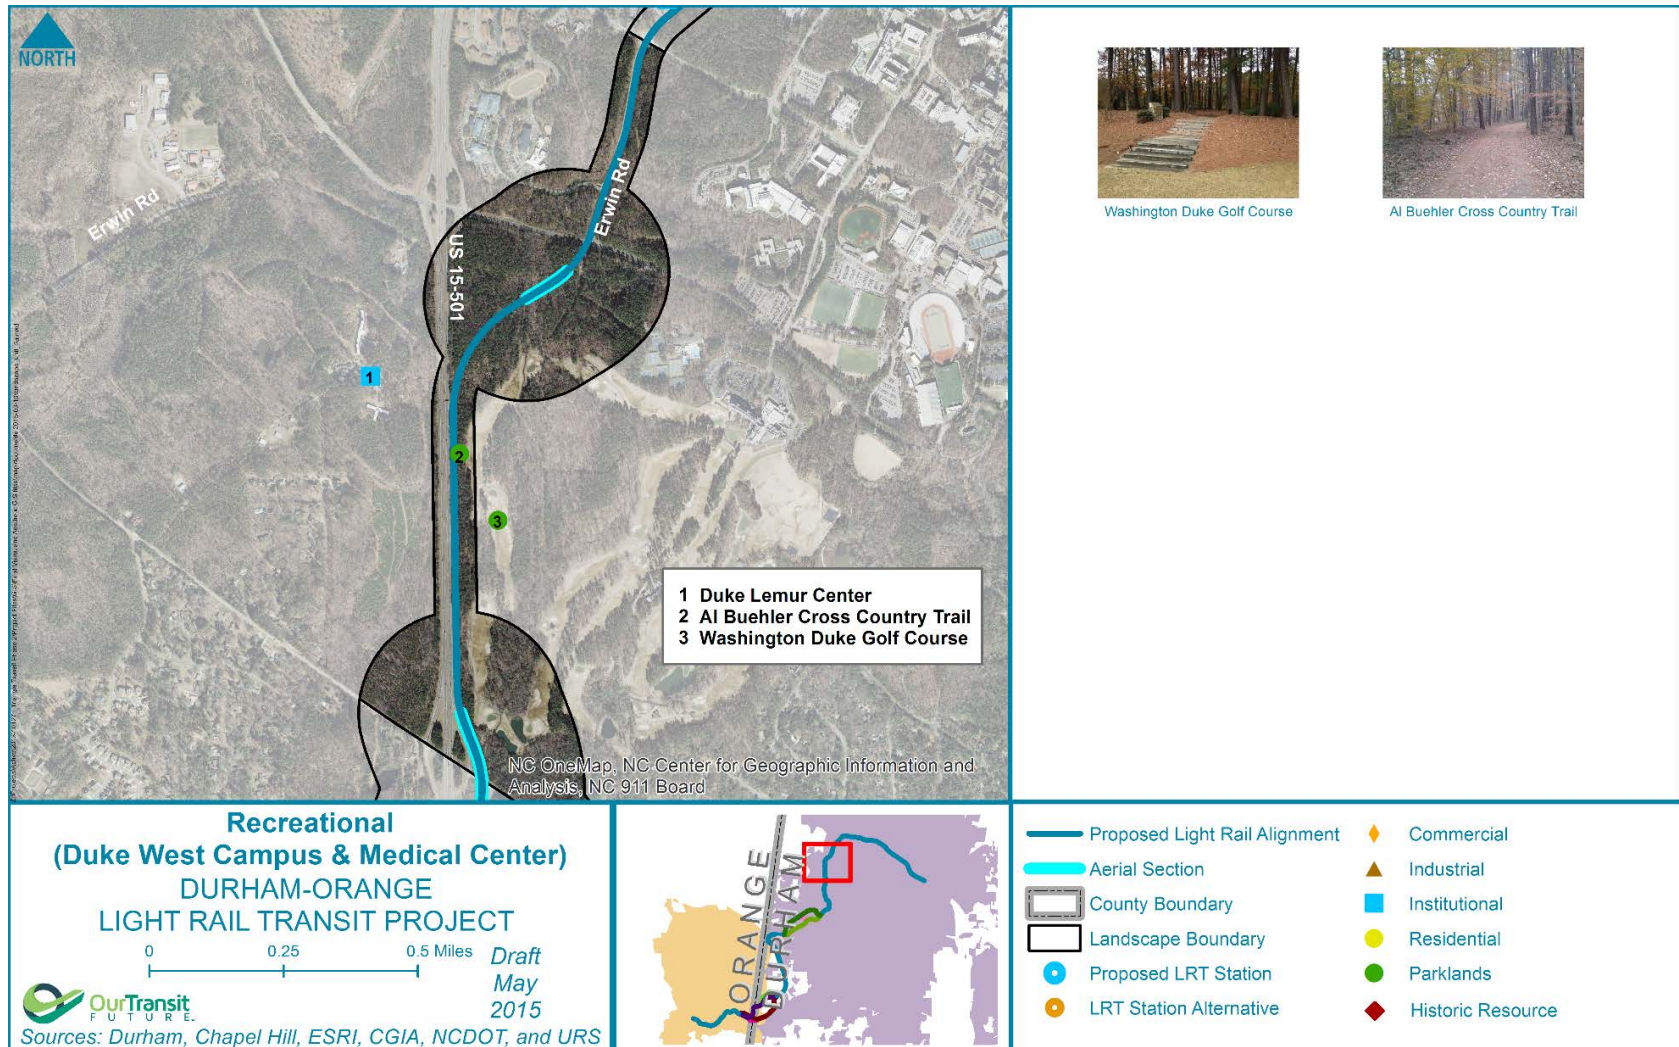 NORTH
Erwin Rd
Erwin Rd
US 15-501
1
2
3
1 Duke Lemur Center
2 Al Buehler Cross Country Trail
3 Washington Duke Golf Course
NC OneMap, NC Center for Geographic Information and
Analysis, NC 911 Board
Washington Duke Golf Course
Al Buehler Cross Country Trail
Recreational
(Duke West Campus & Medical Center)
DURHAM-ORANGE
LIGHT RAIL TRANSIT PROJECT
0 0.25 0.5 Miles
Draft
May
2015
OurTransit
FUTURE
Sources: Durham, Chapel Hill, ESRI, CGIA, NCDOT, and URS
ORANGE
DURHAM
Proposed Light Rail Alignment
Aerial Section
County Boundary
Landscape Boundary
Proposed LRT Station
LRT Station Alternative
Commercial
Industrial
Institutional
Residential
Parklands
Historic Resource